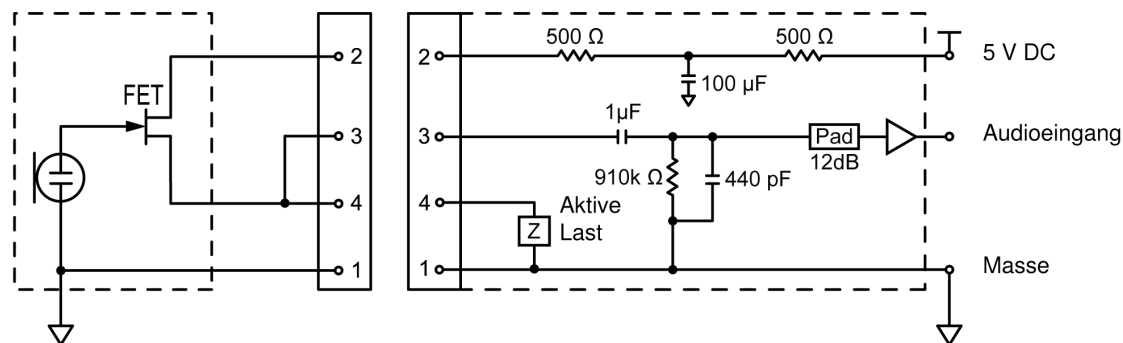 500 Ω
500 Ω
2
2
5 V DC
100 µF
FET
1µF
3
3
Pad
Audioeingang
12dB
910k Ω
440 pF
4
4
Aktive
Z
Last
1
1
Masse